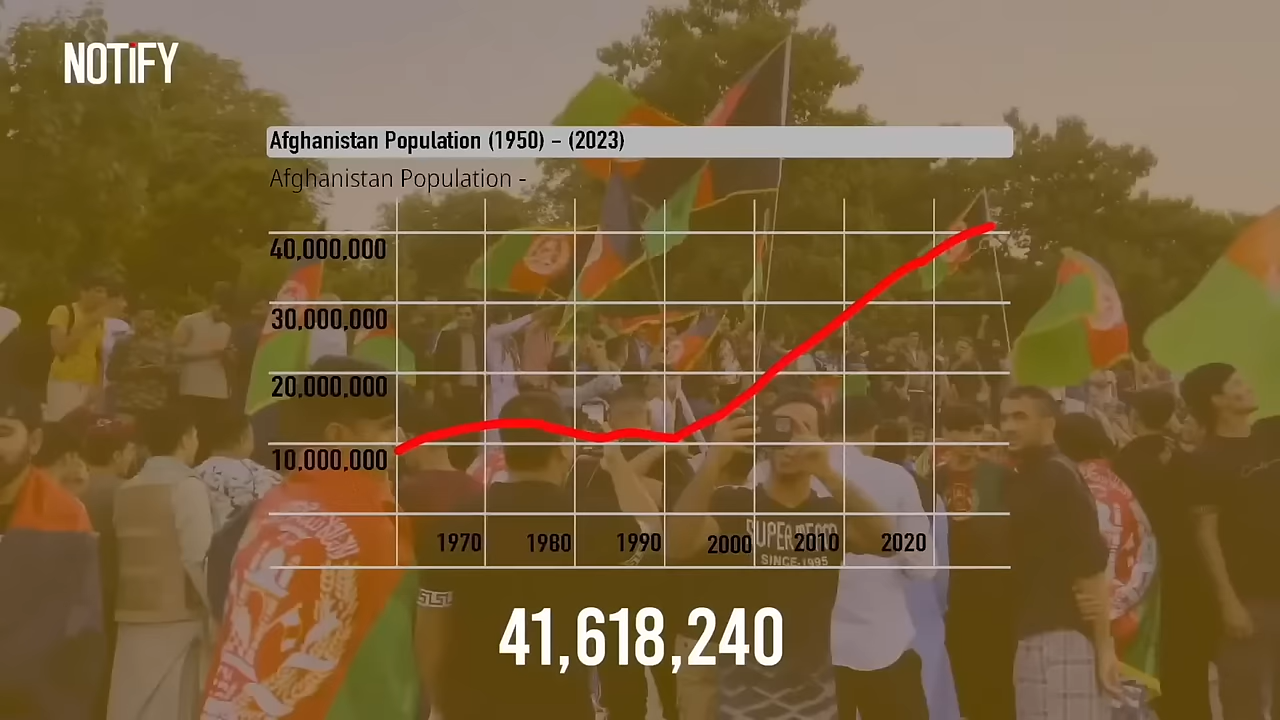 NOTiFY
Afghanistan Population (1950) - (2023)
Afghanistan Population -
40,000,000
30,000,000
20,000,000
10,000,000
1970 1980 1990 2000 2010 2020
SUPER
SINCE.1995
41,618,240